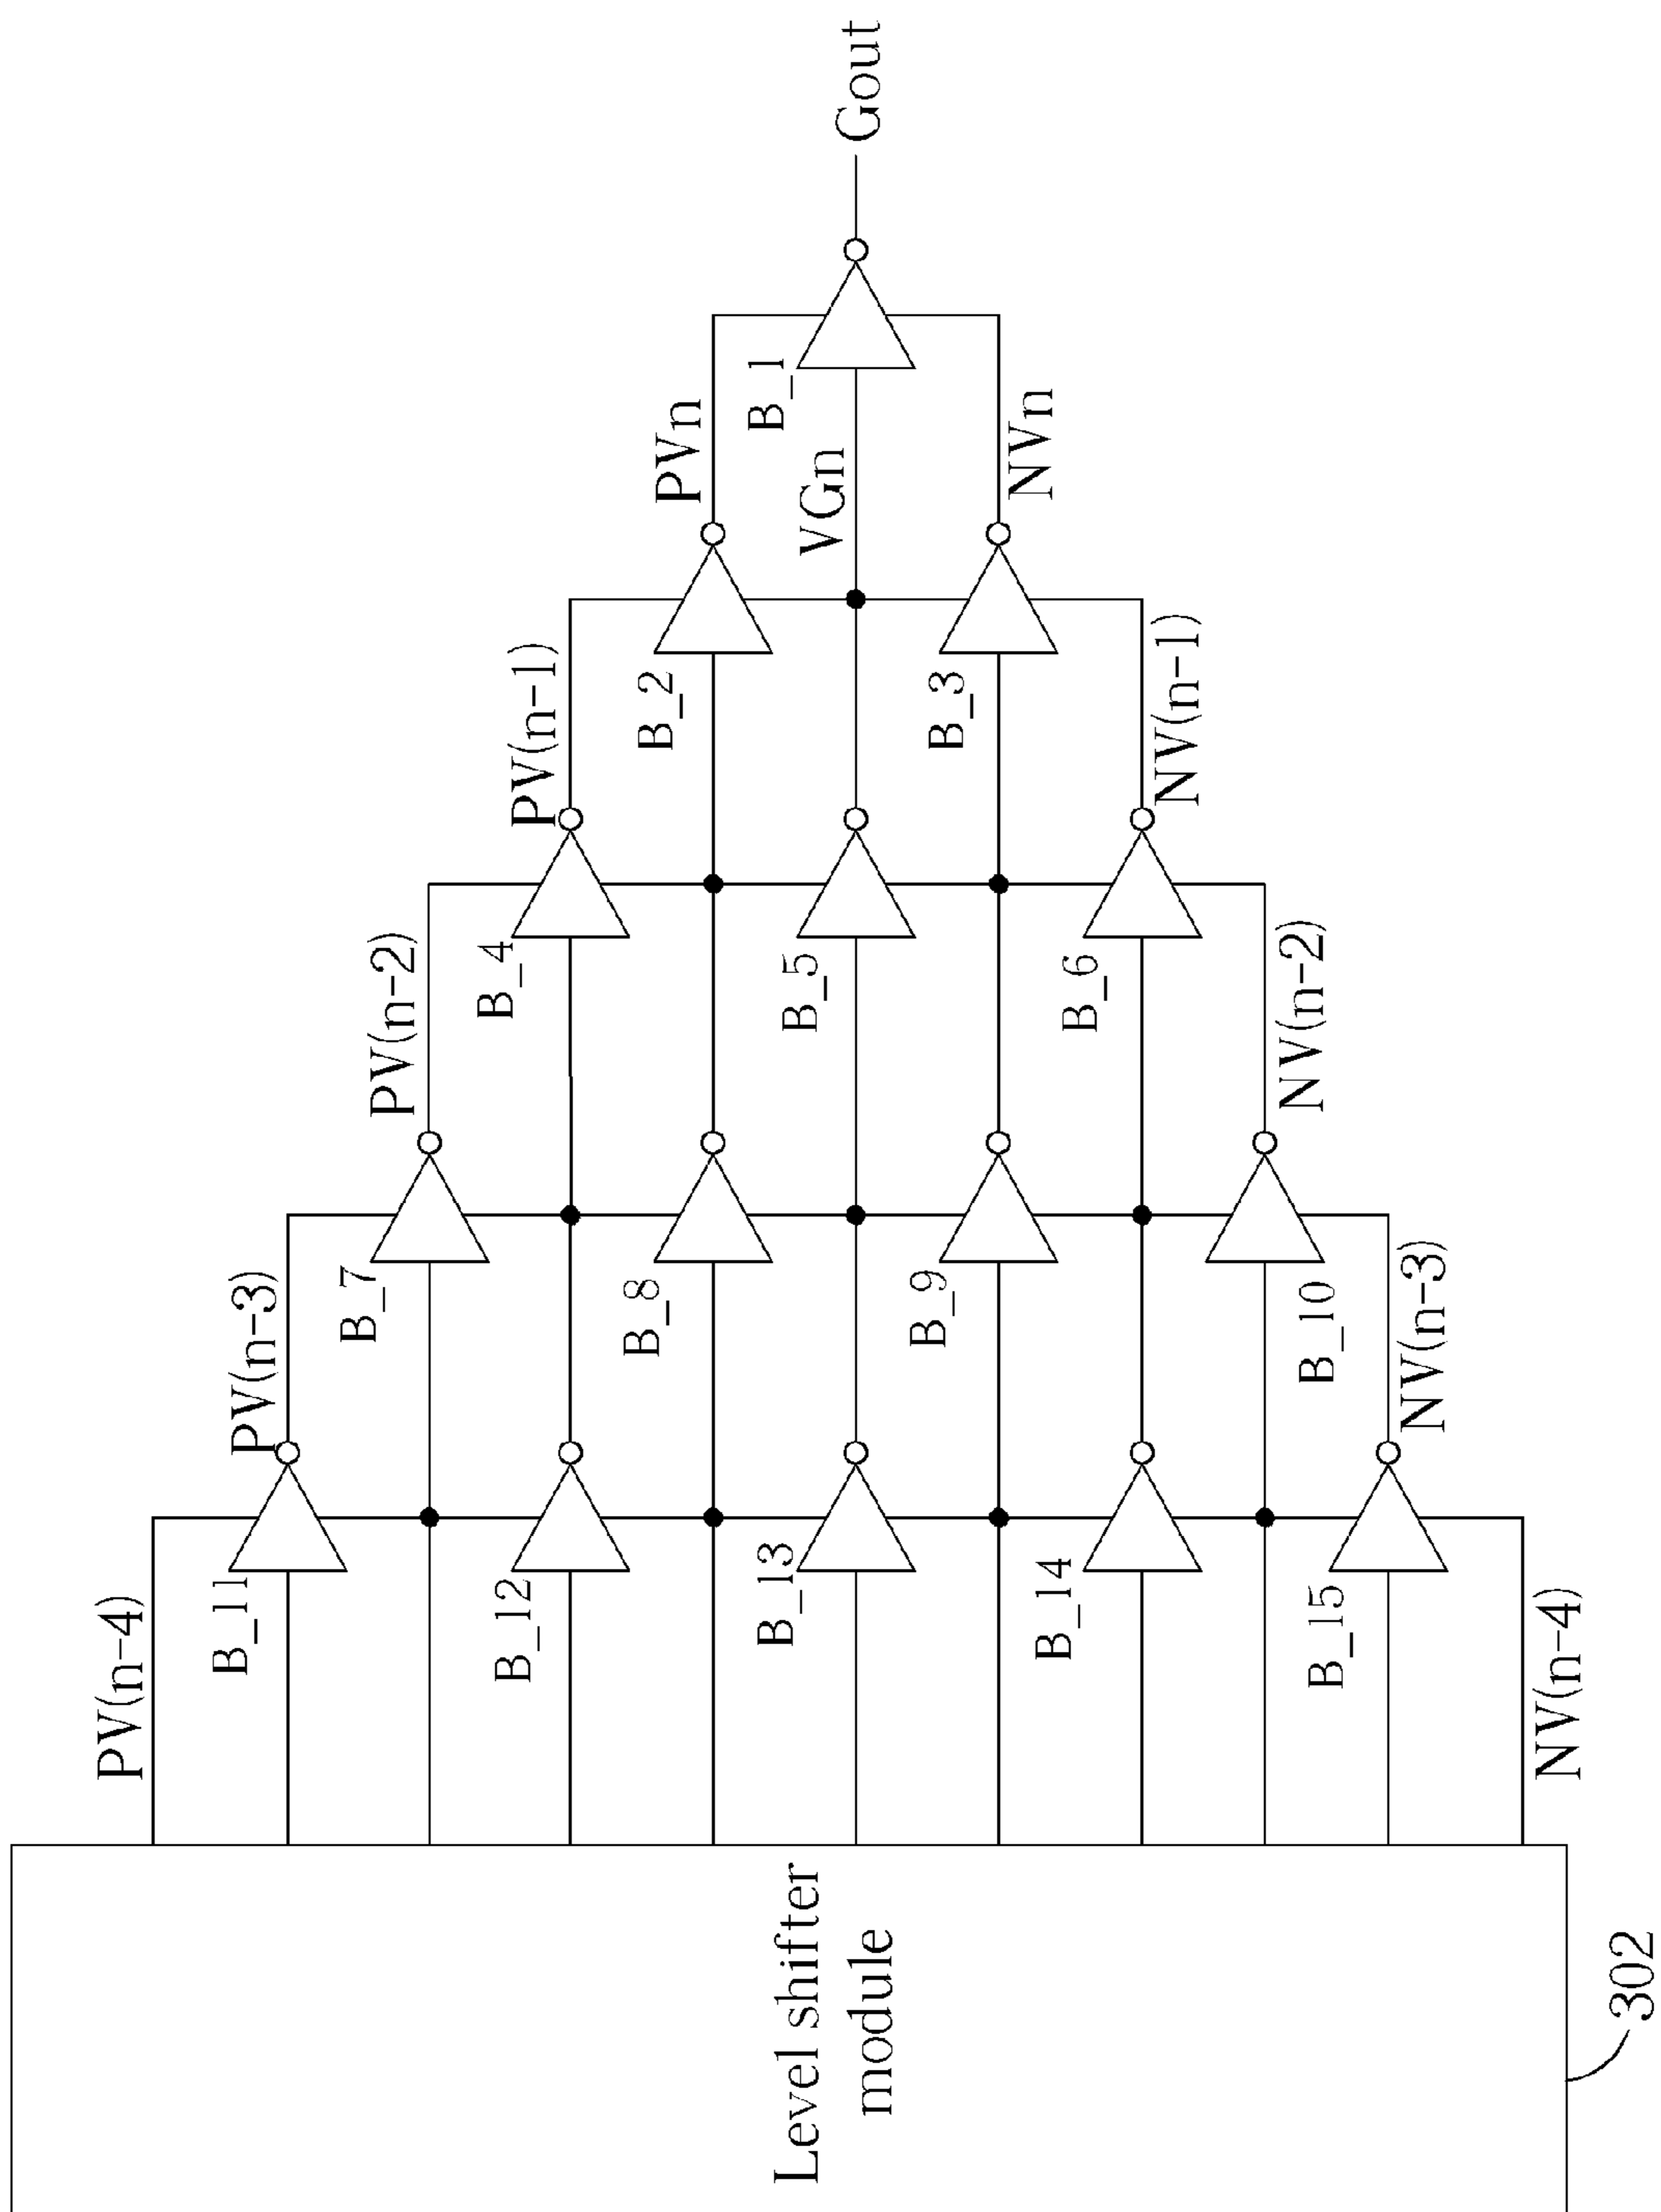 Gout
B_1
PVn
VGn
NVn
B_2
B_3
PV(n-1)
NV(n-1)
B_4
B_5
B_6
PV(n-2)
NV(n-2)
B_7
B_8
B_9
B_10
PV(n-3)
NV(n-3)
B_11
B_12
B_13
B_14
B_15
PV(n-4)
NV(n-4)
Level shifter
module
302